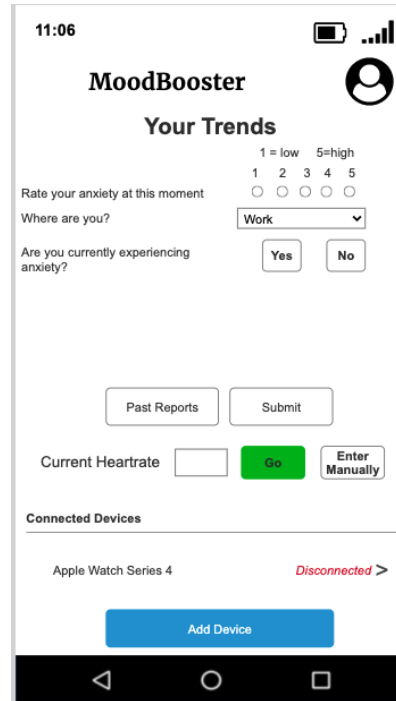 11:06
MoodBooster
Your Trends
1 = low 5=high
1 2 3 4 5
Rate your anxiety at this moment
Where are you? Work
Are you currently experiencing
anxiety?
Yes No
Past Reports Submit
Current Heartrate Go Enter
Manually
Connected Devices
Apple Watch Series 4 Disconnected >
Add Device